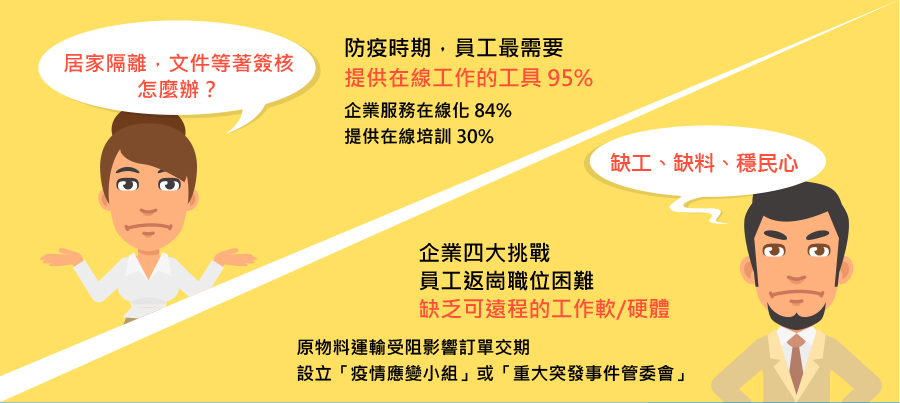 居家隔離，文件等著簽核
怎麼辦？
防疫時期，員工最需要
提供在線工作的工具 95%
企業服務在線化 84%
提供在線培訓 30%
缺工、缺料、穩民心
企業四大挑戰
員工返崗職位困難
缺乏可遠程的工作軟/硬體
原物料運輸受阻影響訂單交期
設立「疫情應變小組」或「重大突發事件管委會」